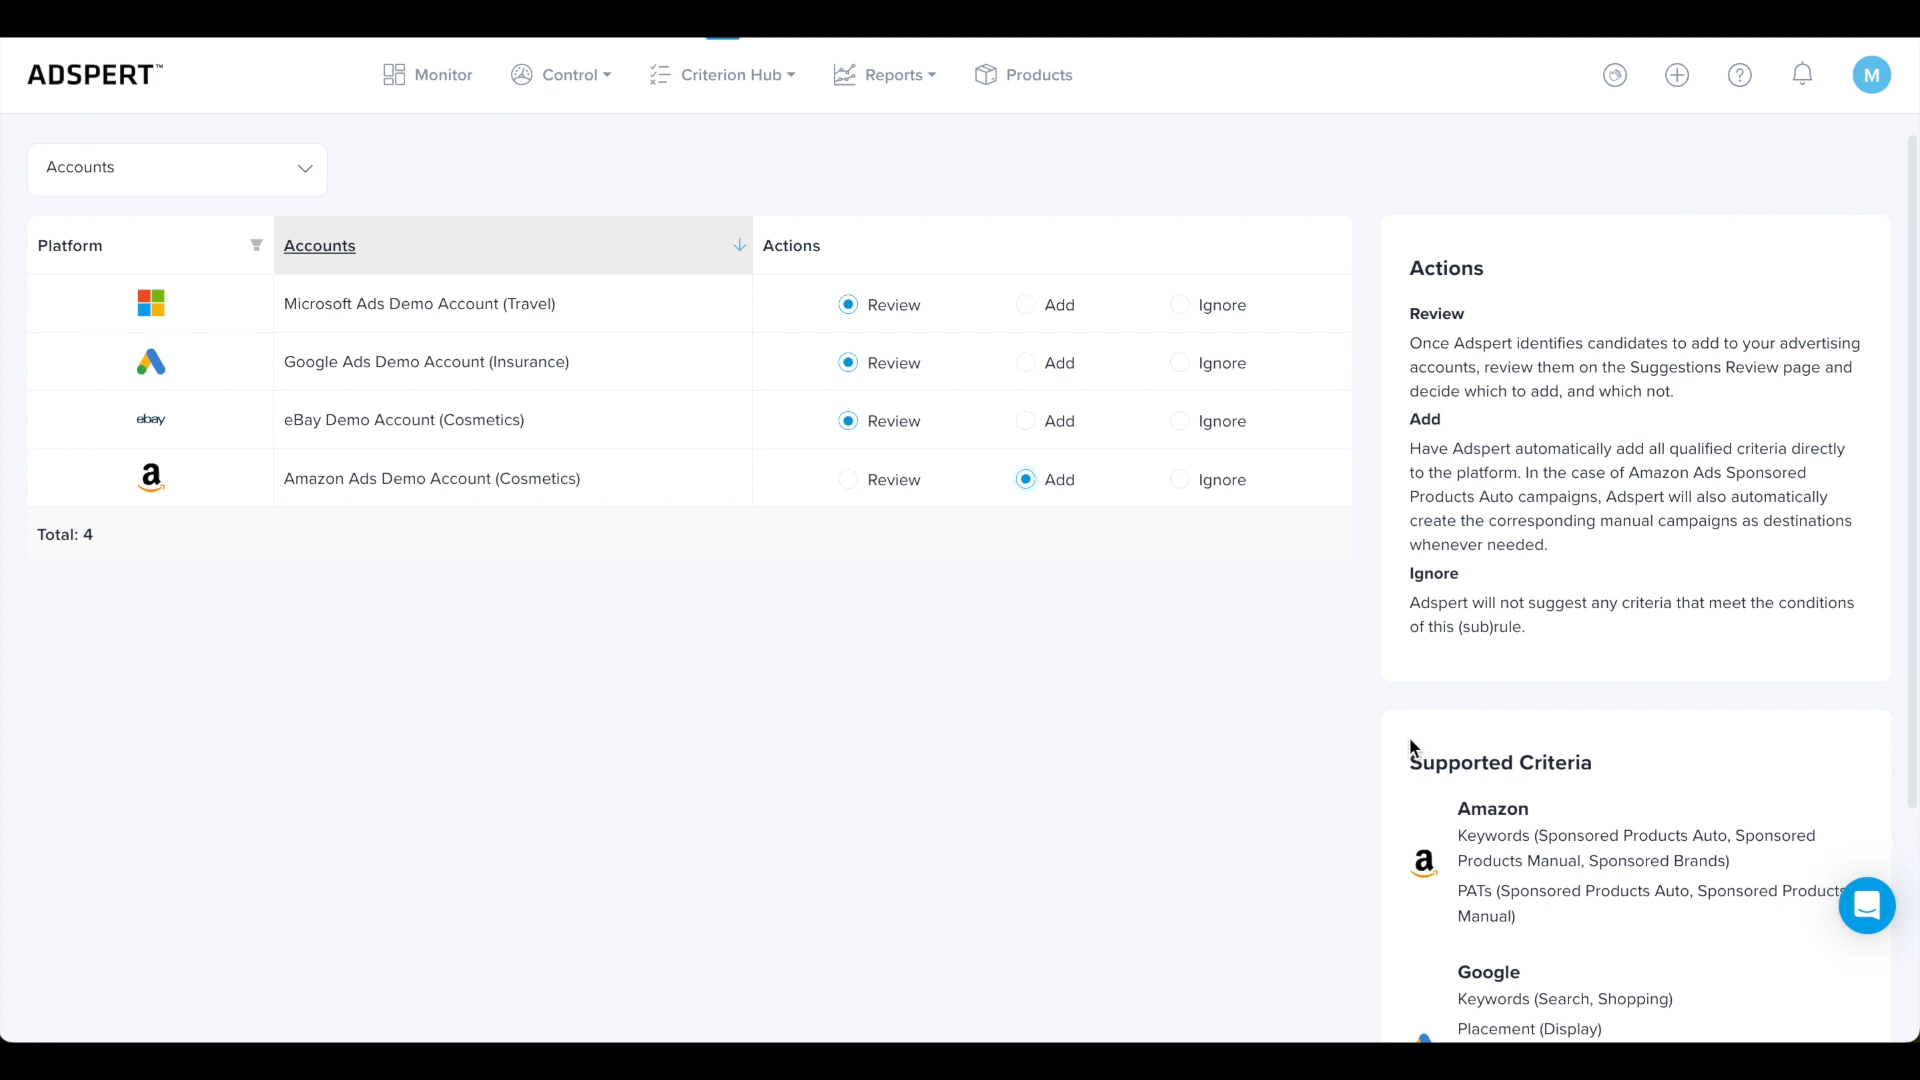 ADSPERT™
Monitor
Control
Criterion Hub
Reports
Products
M
Accounts
Platform
Accounts
Actions
Microsoft Ads Demo Account (Travel)
Review
Add
Ignore
Google Ads Demo Account (Insurance)
Review
Add
Ignore
ebay
eBay Demo Account (Cosmetics)
Review
Add
Ignore
a
Amazon Ads Demo Account (Cosmetics)
Review
Add
Ignore
Total: 4
Actions
Review
Once Adspert identifies candidates to add to your advertising
accounts, review them on the Suggestions Review page and
decide which to add, and which not.
Add
Have Adspert automatically add all qualified criteria directly
to the platform. In the case of Amazon Ads Sponsored
Products Auto campaigns, Adspert will also automatically
create the corresponding manual campaigns as destinations
whenever needed.
Ignore
Adspert will not suggest any criteria that meet the conditions
of this (sub)rule.
Supported Criteria
a
Amazon
Keywords (Sponsored Products Auto, Sponsored
Products Manual, Sponsored Brands)
PATs (Sponsored Products Auto, Sponsored Products
Manual)
Google
Keywords (Search, Shopping)
Placement (Display)